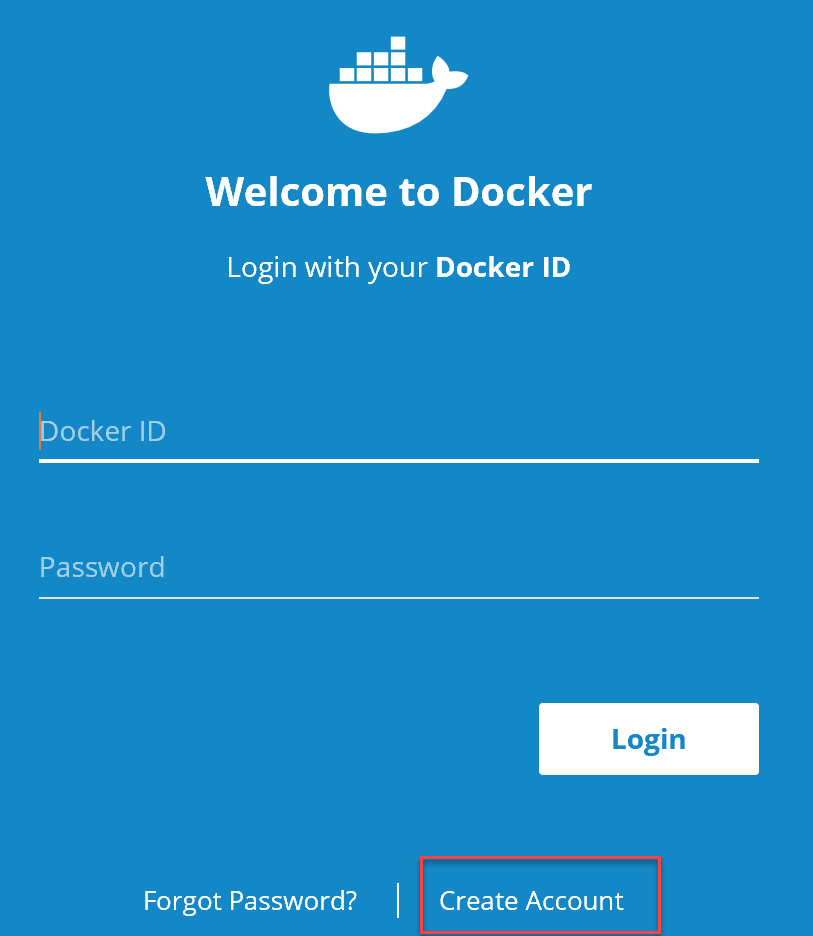 Welcome to Docker
Login with your Docker ID
Docker ID
Password
Login
Forgot Password? | Create Account